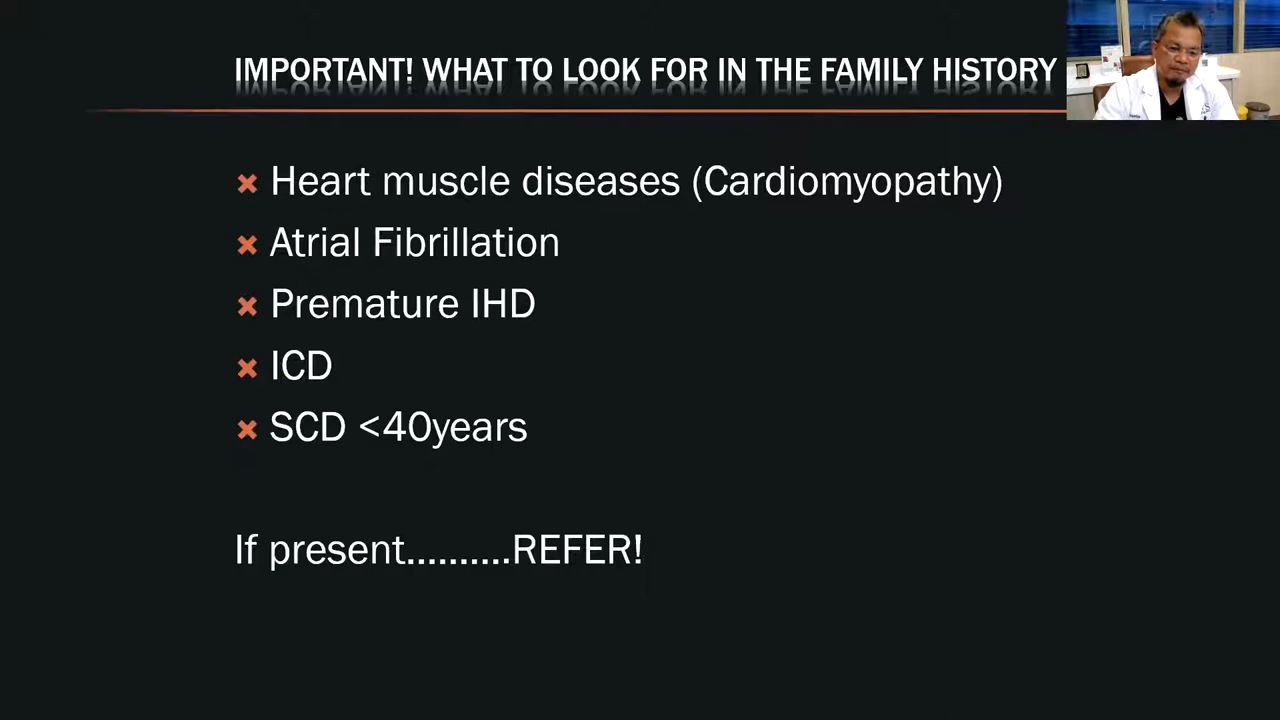 IMPORTANT! WHAT TO LOOK FOR IN THE FAMILY HISTORY
Heart muscle diseases (Cardiomyopathy)
Atrial Fibrillation
Premature IHD
ICD
SCD <40years
If present..........REFER!